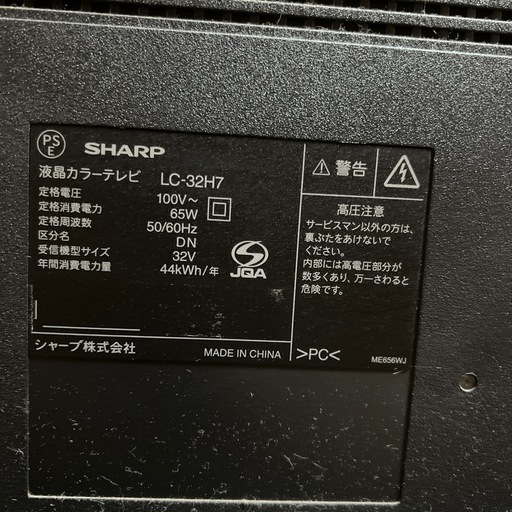 PS
E
SHARP
液晶カラーテレビ LC-32H7
定格電圧 100V～
定格消費電力 65W
定格周波数 50/60Hz
区分名 DN
受信機型サイズ 32V
年間消費電力量 44kWh/年
JQA
シャープ株式会社
MADE IN CHINA
警告
高圧注意
サービスマン以外の方は、
裏ぶたをあけないで
ください。
内部には高電圧部分が
数多くあり、万一さわると
危険です。
>PC<
ME656WJ